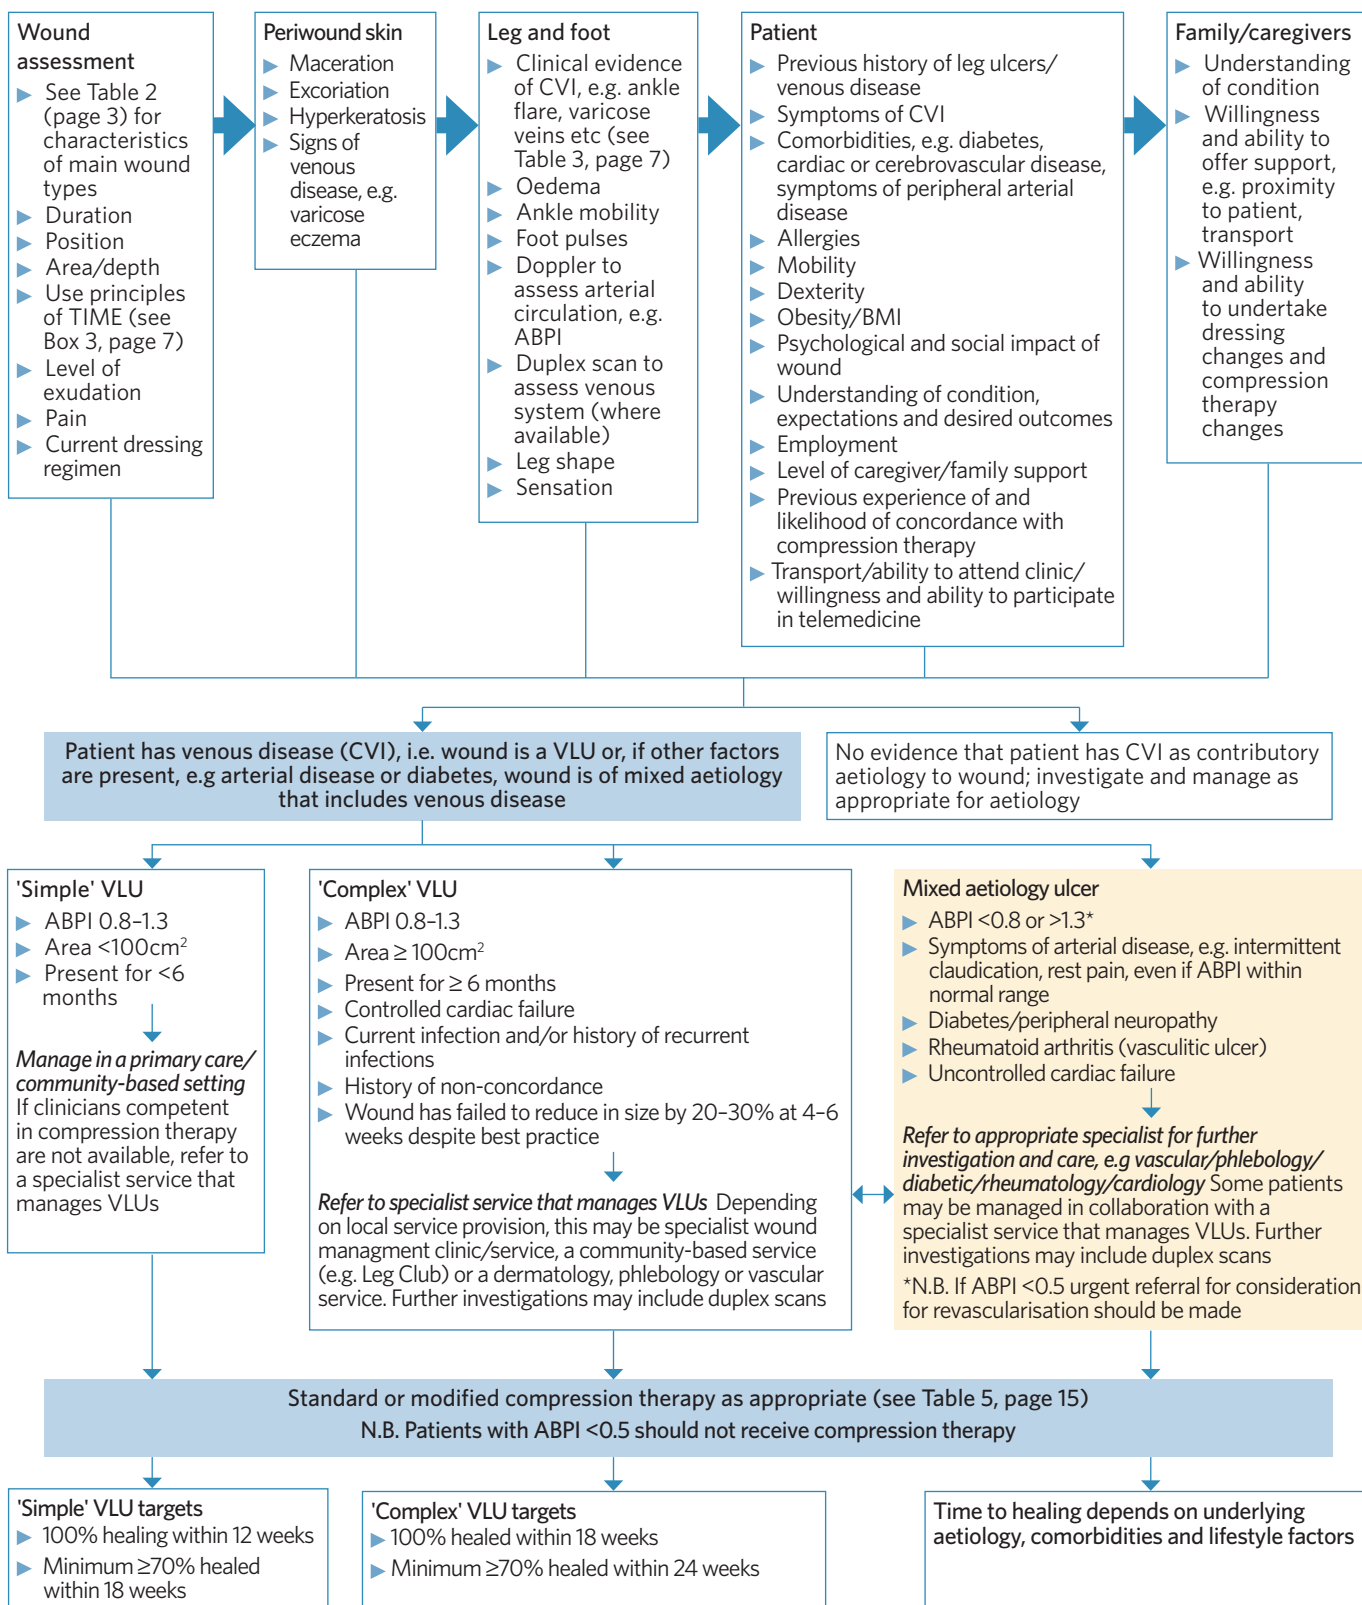 Wound
assessment
▶ See Table 2
(page 3) for
characteristics
of main wound
types
▶ Duration
▶ Position
▶ Area/depth
▶ Use principles
of TIME (see
Box 3, page 7)
▶ Level of
exudation
▶ Pain
▶ Current dressing
regimen
Periwound skin
▶ Maceration
▶ Excoriation
▶ Hyperkeratosis
▶ Signs of
venous
disease, e.g.
varicose
eczema
Leg and foot
▶ Clinical evidence
of CVI, e.g. ankle
flare, varicose
veins etc (see
Table 3, page 7)
▶ Oedema
▶ Ankle mobility
▶ Foot pulses
▶ Doppler to
assess arterial
circulation, e.g.
ABPI
▶ Duplex scan to
assess venous
system (where
available)
▶ Leg shape
▶ Sensation
Patient
▶ Previous history of leg ulcers/
venous disease
▶ Symptoms of CVI
▶ Comorbidities, e.g. diabetes,
cardiac or cerebrovascular disease,
symptoms of peripheral arterial
disease
▶ Allergies
▶ Mobility
▶ Dexterity
▶ Obesity/BMI
▶ Psychological and social impact of
wound
▶ Understanding of condition,
expectations and desired outcomes
▶ Employment
▶ Level of caregiver/family support
▶ Previous experience of and
likelihood of concordance with
compression therapy
▶ Transport/ability to attend clinic/
willingness and ability to participate
in telemedicine
Family/caregivers
▶ Understanding
of condition
▶ Willingness
and ability to
offer support,
e.g. proximity
to patient,
transport
▶ Willingness
and ability
to undertake
dressing
changes and
compression
therapy
changes
Patient has venous disease (CVI), i.e. wound is a VLU or, if other factors
are present, e.g arterial disease or diabetes, wound is of mixed aetiology
that includes venous disease
No evidence that patient has CVI as contributory
aetiology to wound; investigate and manage as
appropriate for aetiology
'Simple' VLU
▶ ABPI 0.8–1.3
▶ Area <100cm²
▶ Present for <6
months
Manage in a primary care/
community-based setting
If clinicians competent
in compression therapy
are not available, refer to
a specialist service that
manages VLUs
'Complex' VLU
▶ ABPI 0.8–1.3
▶ Area ≥ 100cm²
▶ Present for ≥ 6 months
▶ Controlled cardiac failure
▶ Current infection and/or history of recurrent
infections
▶ History of non-concordance
▶ Wound has failed to reduce in size by 20–30% at 4–6
weeks despite best practice
Refer to specialist service that manages VLUs Depending
on local service provision, this may be specialist wound
managment clinic/service, a community-based service
(e.g. Leg Club) or a dermatology, phlebology or vascular
service. Further investigations may include duplex scans
Mixed aetiology ulcer
▶ ABPI <0.8 or >1.3*
▶ Symptoms of arterial disease, e.g. intermittent
claudication, rest pain, even if ABPI within
normal range
▶ Diabetes/peripheral neuropathy
▶ Rheumatoid arthritis (vasculitic ulcer)
▶ Uncontrolled cardiac failure
Refer to appropriate specialist for further
investigation and care, e.g vascular/phlebology/
diabetic/rheumatology/cardiology Some patients
may be managed in collaboration with a
specialist service that manages VLUs. Further
investigations may include duplex scans
*N.B. If ABPI <0.5 urgent referral for consideration
for revascularisation should be made
Standard or modified compression therapy as appropriate (see Table 5, page 15)
N.B. Patients with ABPI <0.5 should not receive compression therapy
'Simple' VLU targets
▶ 100% healing within 12 weeks
▶ Minimum ≥70% healed
within 18 weeks
'Complex' VLU targets
▶ 100% healed within 18 weeks
▶ Minimum ≥70% healed within 24 weeks
Time to healing depends on underlying
aetiology, comorbidities and lifestyle factors